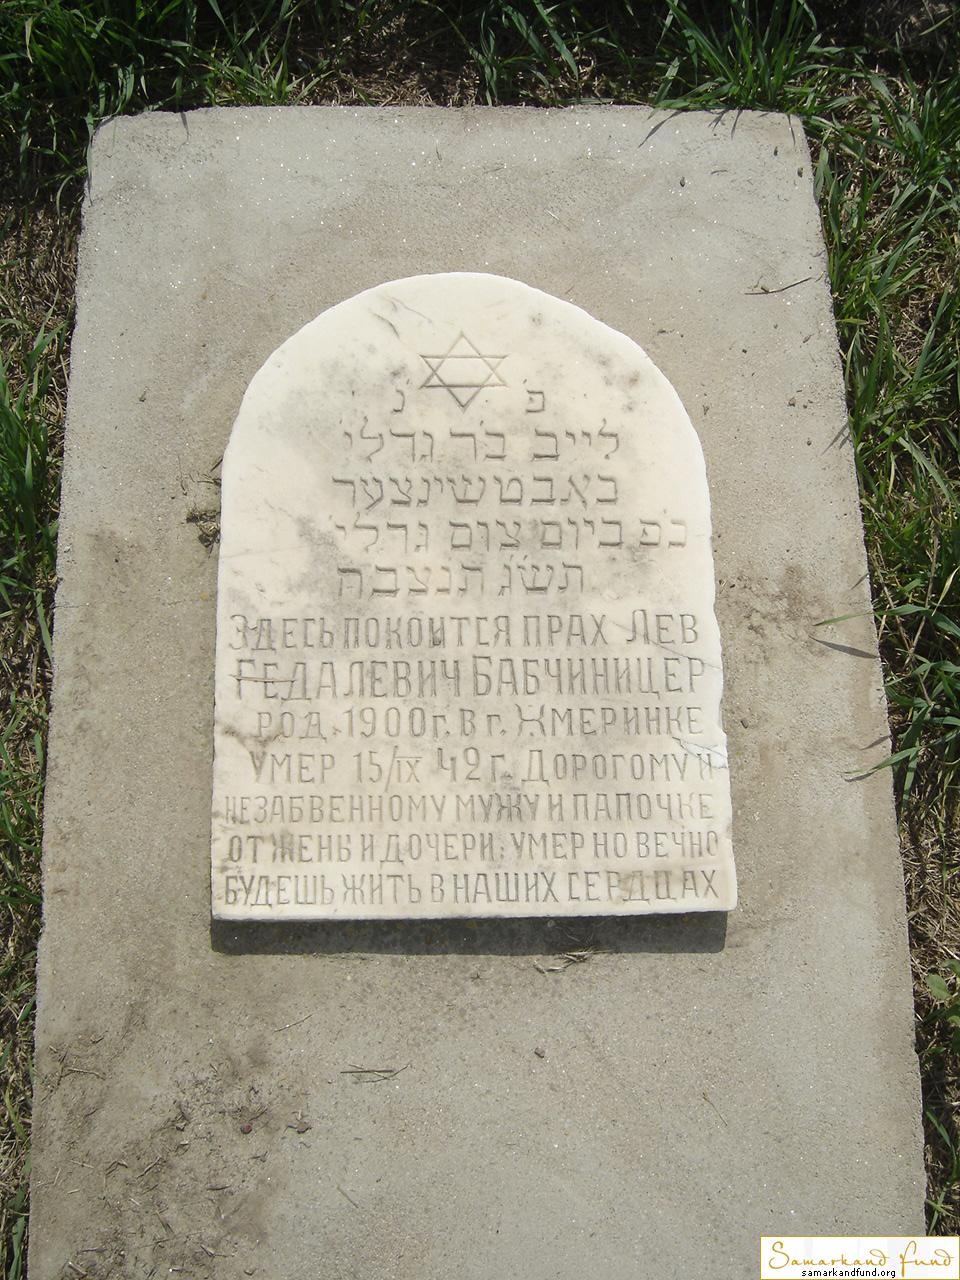 פ נ
לייב בר גדלי
באבטשינצער
נפ ביום צום גדלי
תש״ג תנצבה
ЗДЕСЬ ПОКОИТСЯ ПРАХ ЛЕВ
ГЕДАЛЕВИЧ БАБЧИНИЦЕР
РОД. 1900 г. В г. ЖМЕРИНКЕ
УМЕР 15/IX 42 г. ДОРОГОМУ И
НЕЗАБВЕННОМУ МУЖУ И ПАПОЧКЕ
ОТ ЖЕНЬ И ДОЧЕРИ: УМЕР НО ВЕЧНО
БУДЕШЬ ЖИТЬ В НАШИХ СЕРДЦАХ
Samarkand Fund
samarkandfund.org